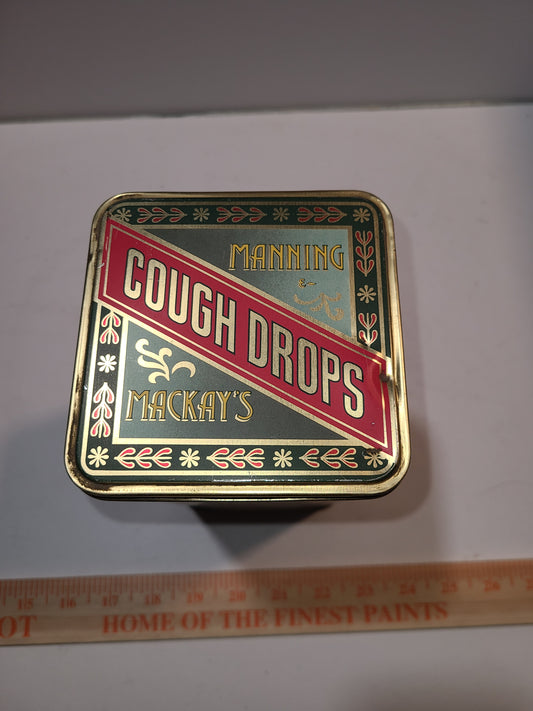 MANNING
&
COUGH DROPS
MACKAY'S
15 16 17 18 19 20 21 22 23 24 25 26
OT HOME OF THE FINEST PAINTS